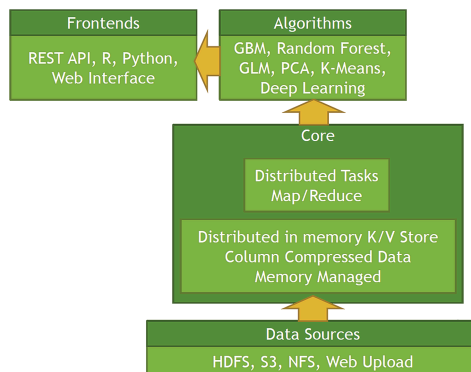 Frontends
REST API, R, Python,
Web Interface
Algorithms
GBM, Random Forest,
GLM, PCA, K-Means,
Deep Learning
Core
Distributed Tasks
Map/Reduce
Distributed in memory K/V Store
Column Compressed Data
Memory Managed
Data Sources
HDFS, S3, NFS, Web Upload